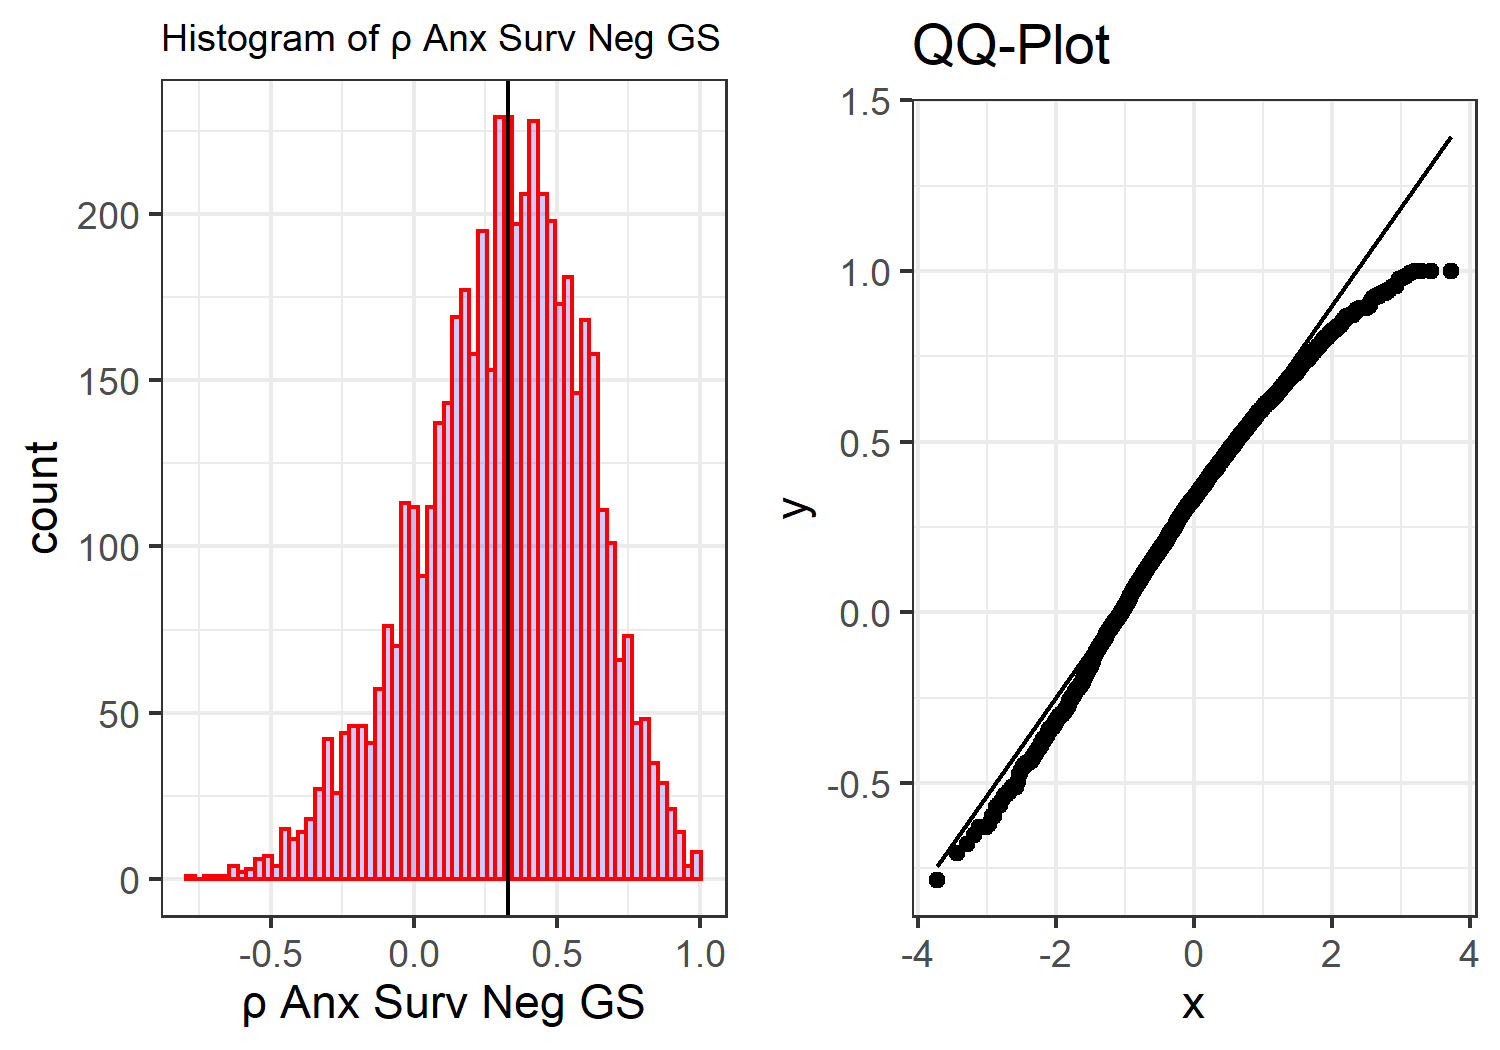 Histogram of ρ Anx Surv Neg GS
count
200
150
100
50
0
-0.5 0.0 0.5 1.0
ρ Anx Surv Neg GS
QQ-Plot
y
1.5
1.0
0.5
0.0
-0.5
-4 -2 0 2 4
x